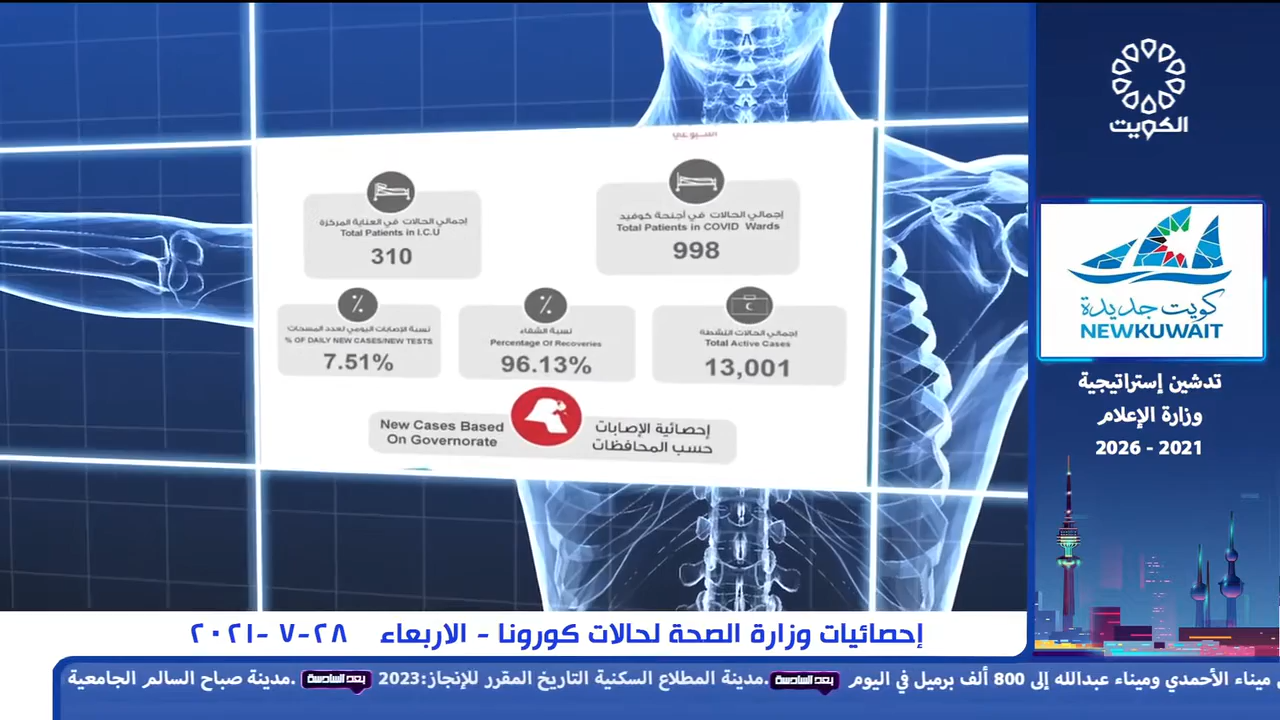 الكويت
أسبوعي
إجمالي الحالات في أجنحة كوفيد
Total Patients in COVID Wards
998
إجمالي الحالات في العناية المركزة
Total Patients in I.C.U
310
إجمالي الحالات النشطة
Total Active Cases
13,001
نسبة الشفاء
Percentage Of Recoveries
96.13%
نسبة الإصابات اليومي لعدد المسحات
% OF DAILY NEW CASES/NEW TESTS
7.51%
إحصائية الإصابات
حسب المحافظات
New Cases Based
On Governorate
كويت جديدة
NEWKUWAIT
تدشين إستراتيجية
وزارة الإعلام
2021 - 2026
إحصائيات وزارة الصحة لحالات كورونا - الاربعاء ٢٨-٧-٢٠٢١
ميناء الأحمدي وميناء عبدالله إلى 800 ألف برميل في اليوم بعد السادسة .مدينة المطلاع السكنية التاريخ المقرر للإنجاز:2023 بعد السادسة .مدينة صباح السالم الجامعية